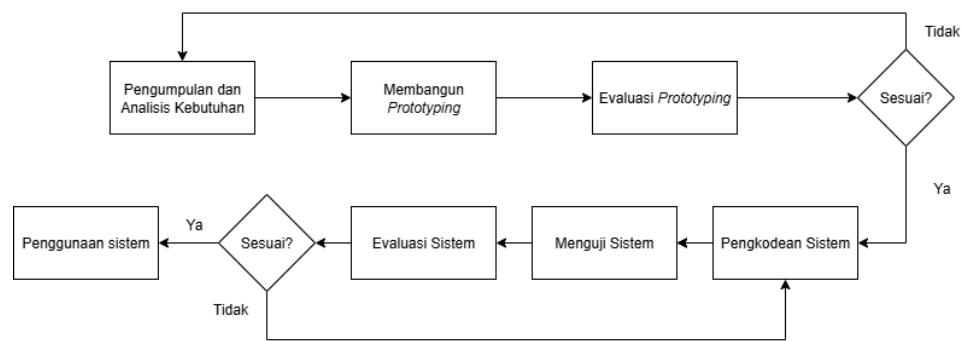 Tidak
Pengumpulan dan
Analisis Kebutuhan
Membangun
Prototyping
Evaluasi Prototyping
Sesuai?
Ya
Penggunaan sistem
Ya
Sesuai?
Evaluasi Sistem
Menguji Sistem
Pengkodean Sistem
Tidak